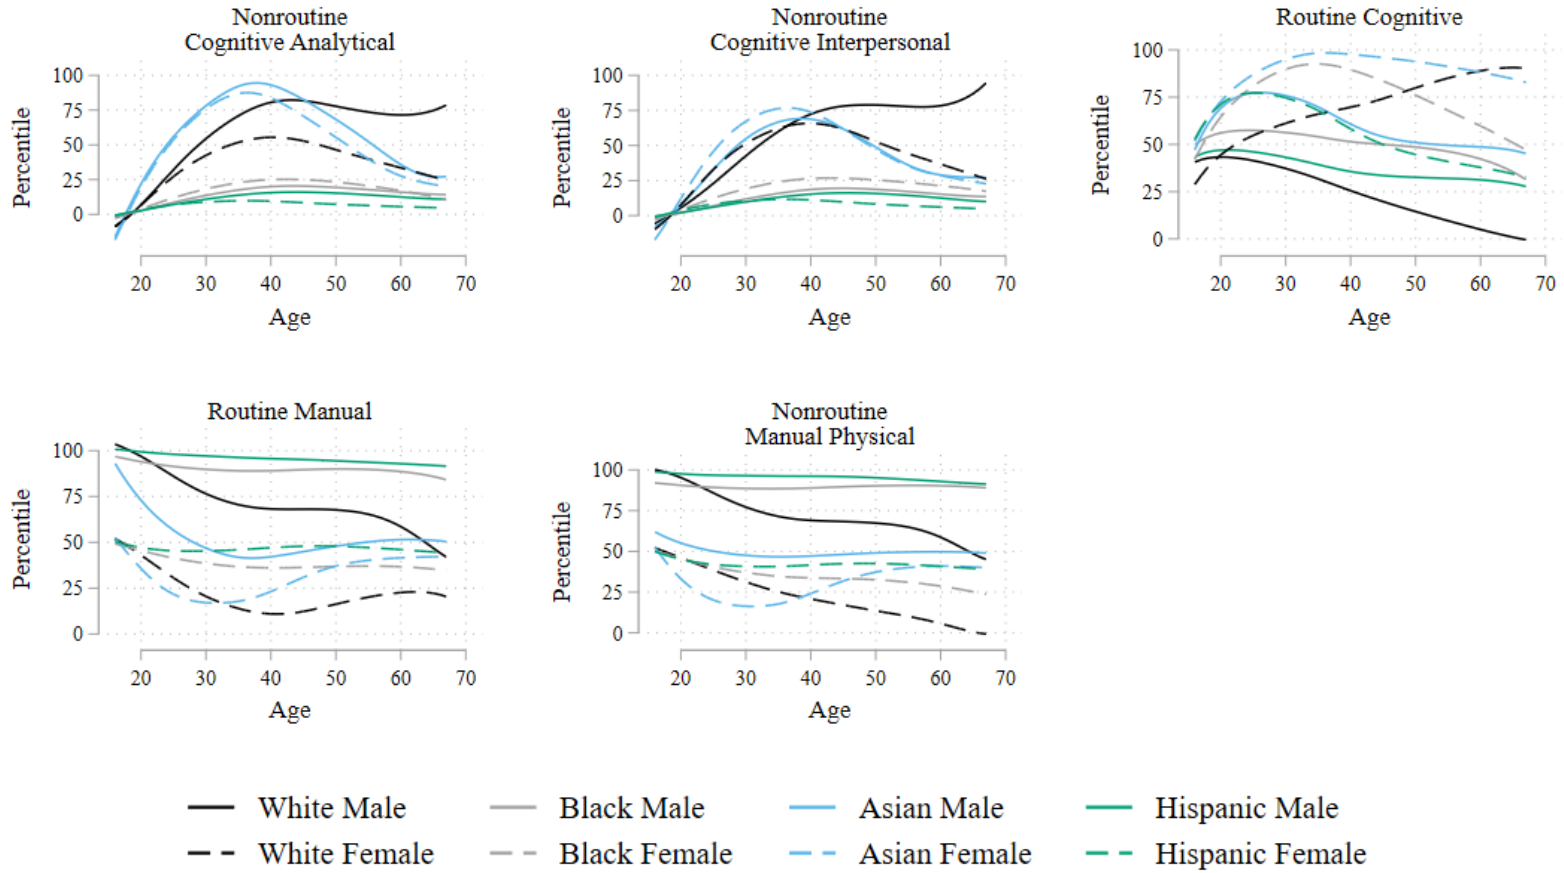 Nonroutine
Cognitive Analytical
Percentile
100
75
50
25
0
20 30 40 50 60 70
Age
Nonroutine
Cognitive Interpersonal
Percentile
100
75
50
25
0
20 30 40 50 60 70
Age
Routine Cognitive
Percentile
100
75
50
25
0
20 30 40 50 60 70
Age
Routine Manual
Percentile
100
75
50
25
0
20 30 40 50 60 70
Age
Nonroutine
Manual Physical
Percentile
100
75
50
25
0
20 30 40 50 60 70
Age
White Male Black Male Asian Male Hispanic Male
White Female Black Female Asian Female Hispanic Female